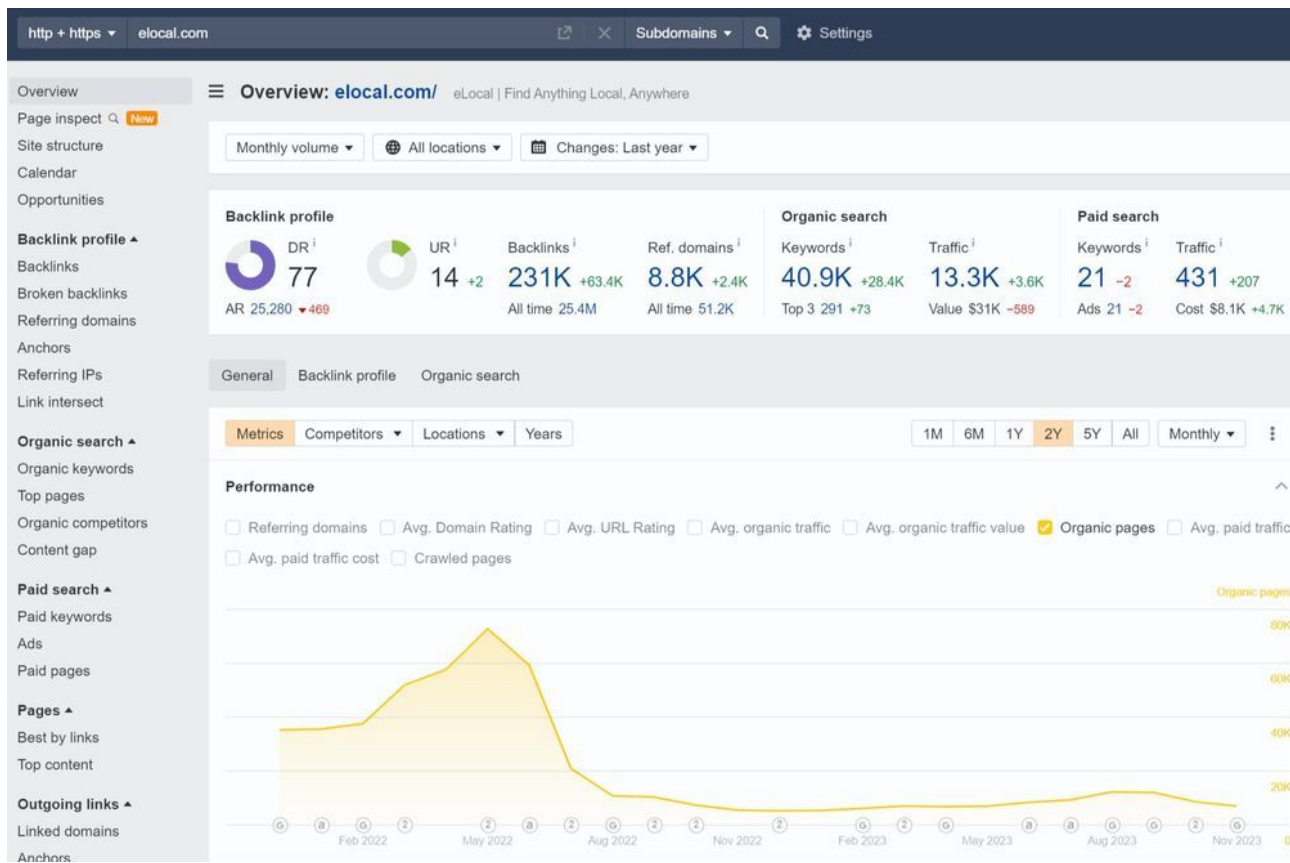 http + https elocal.com Subdomains Settings
Overview
Page inspect New
Site structure
Calendar
Opportunities
Backlink profile
Backlinks
Broken backlinks
Referring domains
Anchors
Referring IPs
Link intersect
Organic search
Organic keywords
Top pages
Organic competitors
Content gap
Paid search
Paid keywords
Ads
Paid pages
Pages
Best by links
Top content
Outgoing links
Linked domains
Anchors
Overview: elocal.com/ eLocal | Find Anything Local, Anywhere
Monthly volume All locations Changes: Last year
Backlink profile Organic search Paid search
DR i UR i Backlinks i Ref. domains i Keywords i Traffic i Keywords i Traffic i
77 14 +2 231K +63.4K 8.8K +2.4K 40.9K +28.4K 13.3K +3.6K 21 -2 431 +207
AR 25,280 469 All time 25.4M All time 51.2K Top 3 291 +73 Value $31K -589 Ads 21 -2 Cost $8.1K +4.7K
General Backlink profile Organic search
Metrics Competitors Locations Years 1M 6M 1Y 2Y 5Y All Monthly
Performance
Referring domains Avg. Domain Rating Avg. URL Rating Avg. organic traffic Avg. organic traffic value Organic pages Avg. paid traffic
Avg. paid traffic cost Crawled pages
Organic pages
80K
60K
40K
20K
G a G 2 2 a 2 G 2 2 2 G 2 G a a G G 2 G
Feb 2022 May 2022 Aug 2022 Nov 2022 Feb 2023 May 2023 Aug 2023 Nov 2023 0